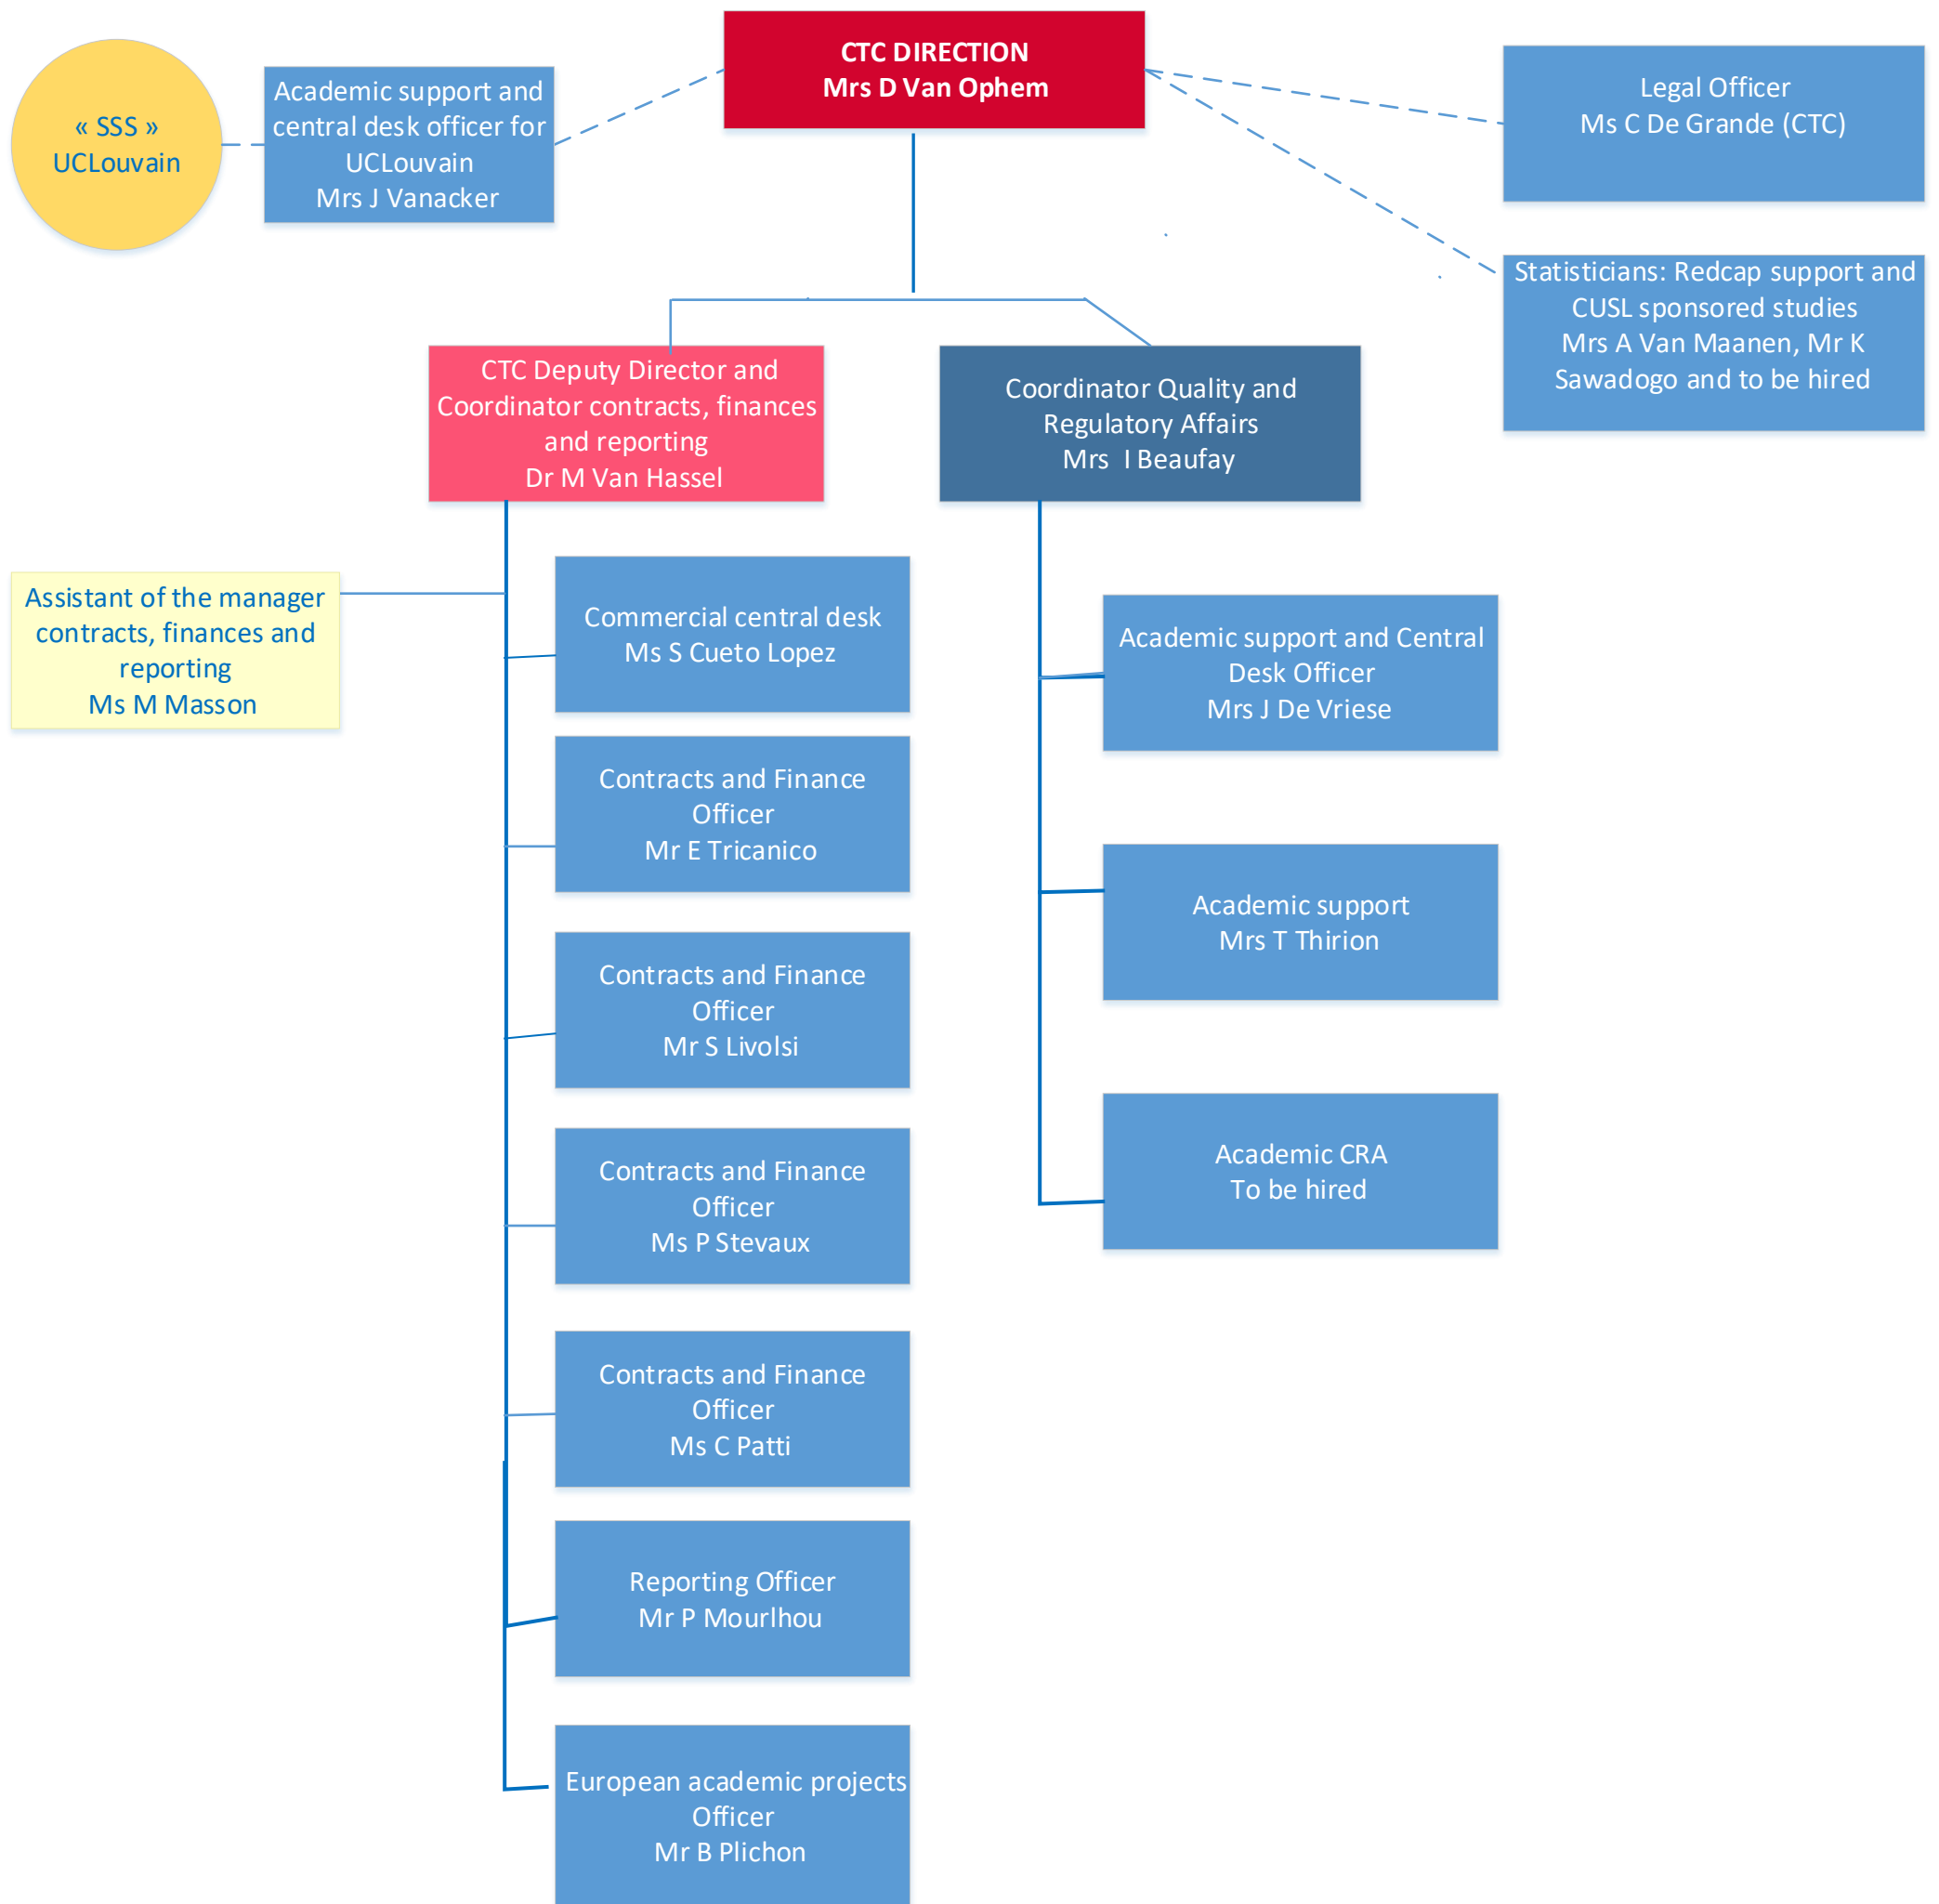 CTC DIRECTION
Mrs D Van Ophem
« SSS »
UCLouvain
Academic support and
central desk officer for
UCLouvain
Mrs J Vanacker
Legal Officer
Ms C De Grande (CTC)
Statisticians: Redcap support and
CUSL sponsored studies
Mrs A Van Maanen, Mr K
Sawadogo and to be hired
CTC Deputy Director and
Coordinator contracts, finances
and reporting
Dr M Van Hassel
Coordinator Quality and
Regulatory Affairs
Mrs I Beaufay
Assistant of the manager
contracts, finances and
reporting
Ms M Masson
Commercial central desk
Ms S Cueto Lopez
Contracts and Finance
Officer
Mr E Tricanico
Contracts and Finance
Officer
Mr S Livolsi
Contracts and Finance
Officer
Ms P Stevaux
Contracts and Finance
Officer
Ms C Patti
Reporting Officer
Mr P Mourlhou
European academic projects
Officer
Mr B Plichon
Academic support and Central
Desk Officer
Mrs J De Vriese
Academic support
Mrs T Thirion
Academic CRA
To be hired